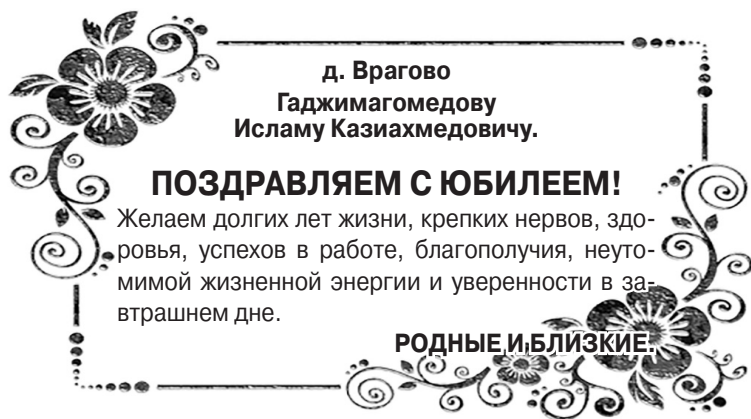 д. Врагово
Гаджимагомедову
Исламу Казиахмедовичу.
ПОЗДРАВЛЯЕМ С ЮБИЛЕЕМ!
Желаем долгих лет жизни, крепких нервов, здо-
ровья, успехов в работе, благополучия, неуто-
мимой жизненной энергии и уверенности в за-
втрашнем дне.
РОДНЫЕ И БЛИЗКИЕ.